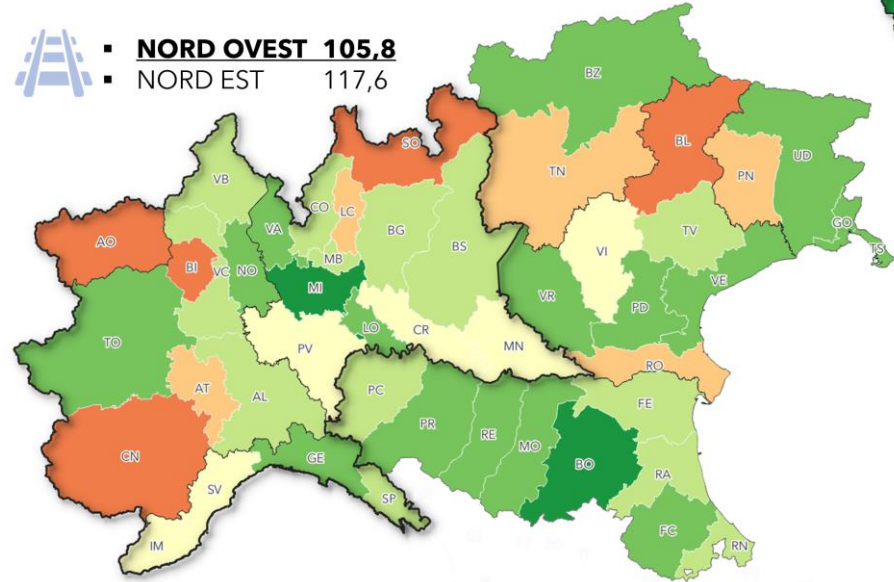 ▪ NORD OVEST 105,8
▪ NORD EST 117,6
BZ
SO
BL
TN
PN
UD
VB
CO
LC
BG
BS
TV
GO
TS
AO
BI
VC
NO
VA
MB
MI
VI
VE
TO
LO
CR
VR
PD
PV
MN
AT
AL
PC
RO
FE
PR
RE
MO
BO
CN
SV
GE
SP
RA
FC
RN
IM